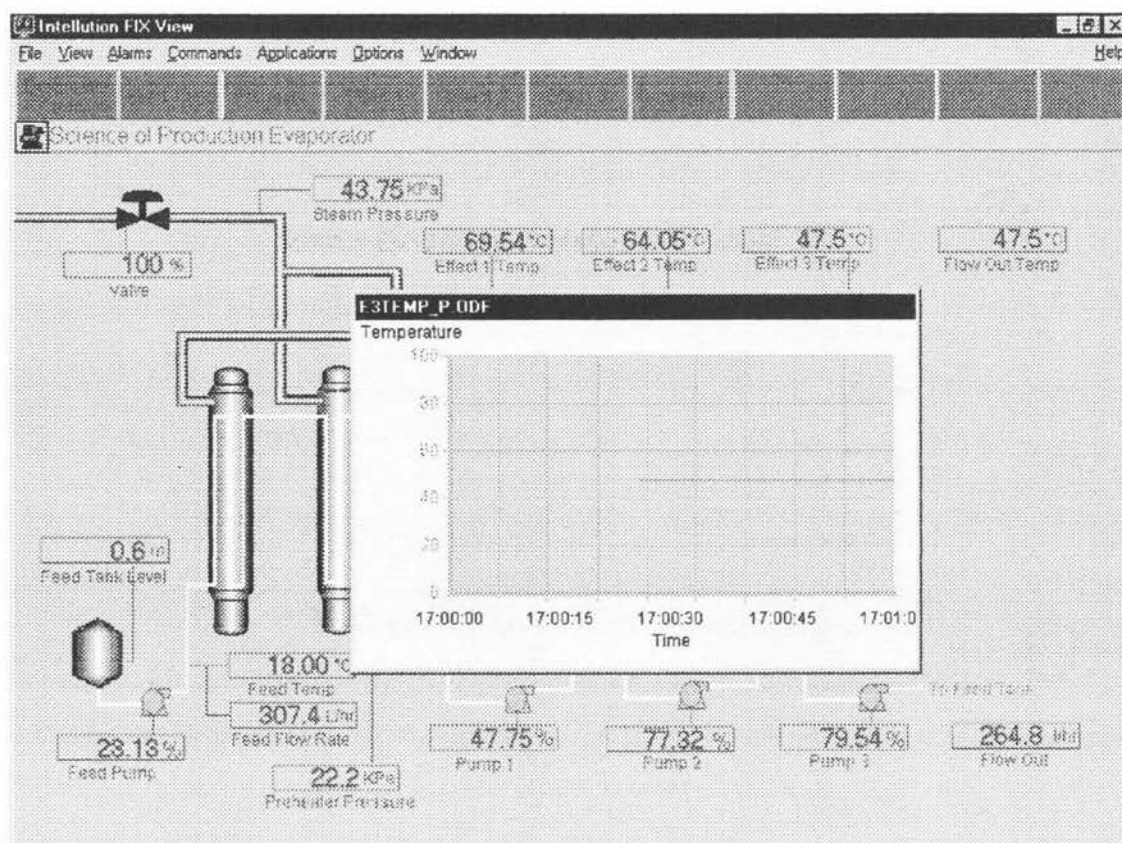 Intellution FIX View
File View Alarms Commands Applications Options Window Help
Science of Production Evaporator
43.75 KPa
Steam Pressure
69.54 °C
Effect 1 Temp
64.05 °C
Effect 2 Temp
47.5 °C
Effect 3 Temp
47.5 °C
Flow Out Temp
100 %
Valve
E3TEMP_P.ODF
Temperature
100
80
60
40
20
0
17:00:00 17:00:15 17:00:30 17:00:45 17:01:0
Time
0.6 m
Feed Tank Level
18.00 °C
Feed Temp
307.4 L/hr
Feed Flow Rate
23.13 %
Feed Pump
22.2 KPa
Preheater Pressure
47.75 %
Pump 1
77.32 %
Pump 2
79.54 %
Pump 3
To Feed Tank
264.8
Flow Out